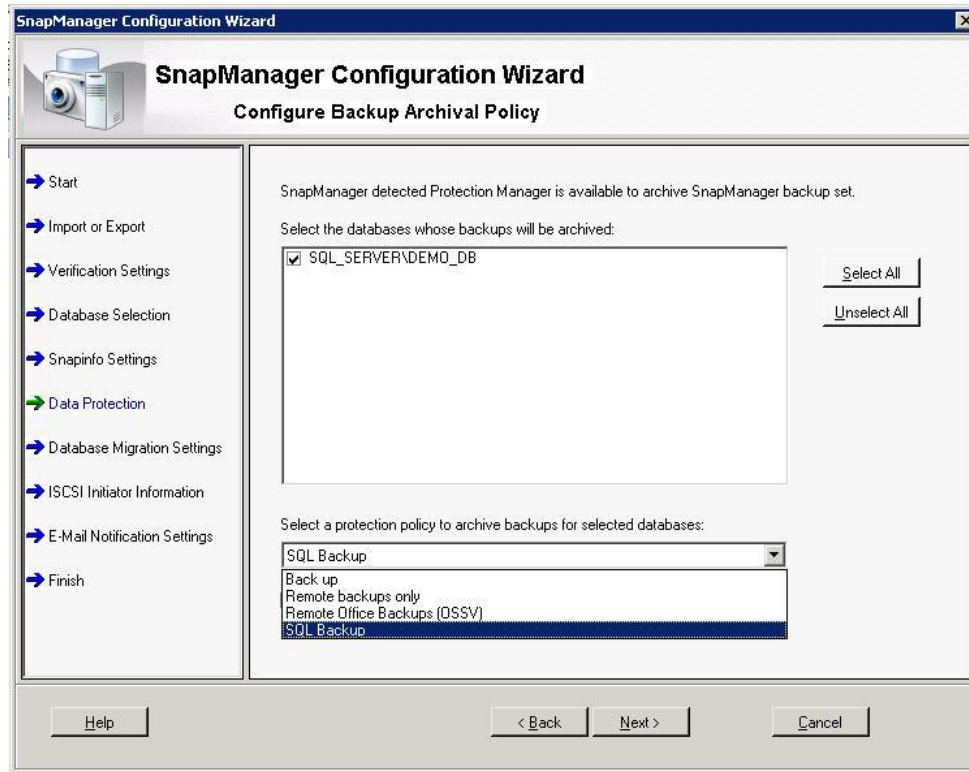 SnapManager Configuration Wizard
SnapManager Configuration Wizard
Configure Backup Archival Policy
Start
Import or Export
Verification Settings
Database Selection
Snapinfo Settings
Data Protection
Database Migration Settings
ISCSI Initiator Information
E-Mail Notification Settings
Finish
SnapManager detected Protection Manager is available to archive SnapManager backup set.
Select the databases whose backups will be archived:
SQL_SERVER\DEMO_DB
Select All
Unselect All
Select a protection policy to archive backups for selected databases:
SQL Backup
Back up
Remote backups only
Remote Office Backups (OSSV)
SQL Backup
Help
< Back
Next >
Cancel